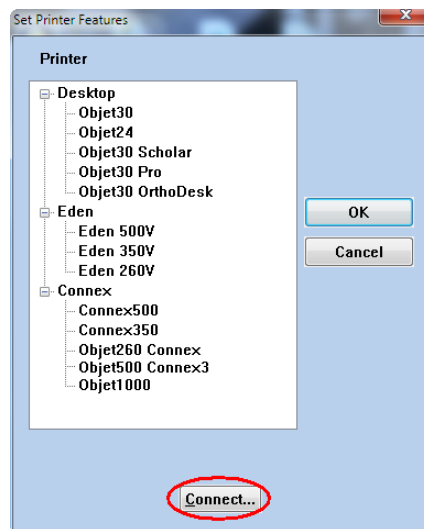 Set Printer Features
Printer
Desktop
Objet30
Objet24
Objet30 Scholar
Objet30 Pro
Objet30 OrthoDesk
Eden
Eden 500V
Eden 350V
Eden 260V
Connex
Connex500
Connex350
Objet260 Connex
Objet500 Connex3
Objet1000
OK
Cancel
Connect...